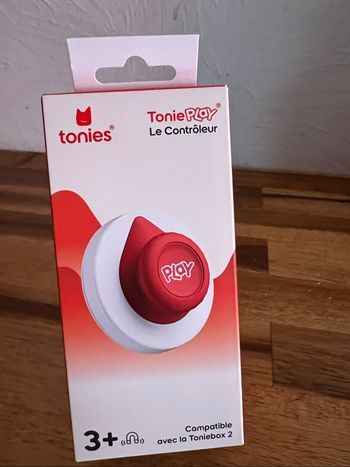 tonies®
ToniePLAY®
Le Contrôleur
PLAY
3+
Compatible
avec la Toniebox 2